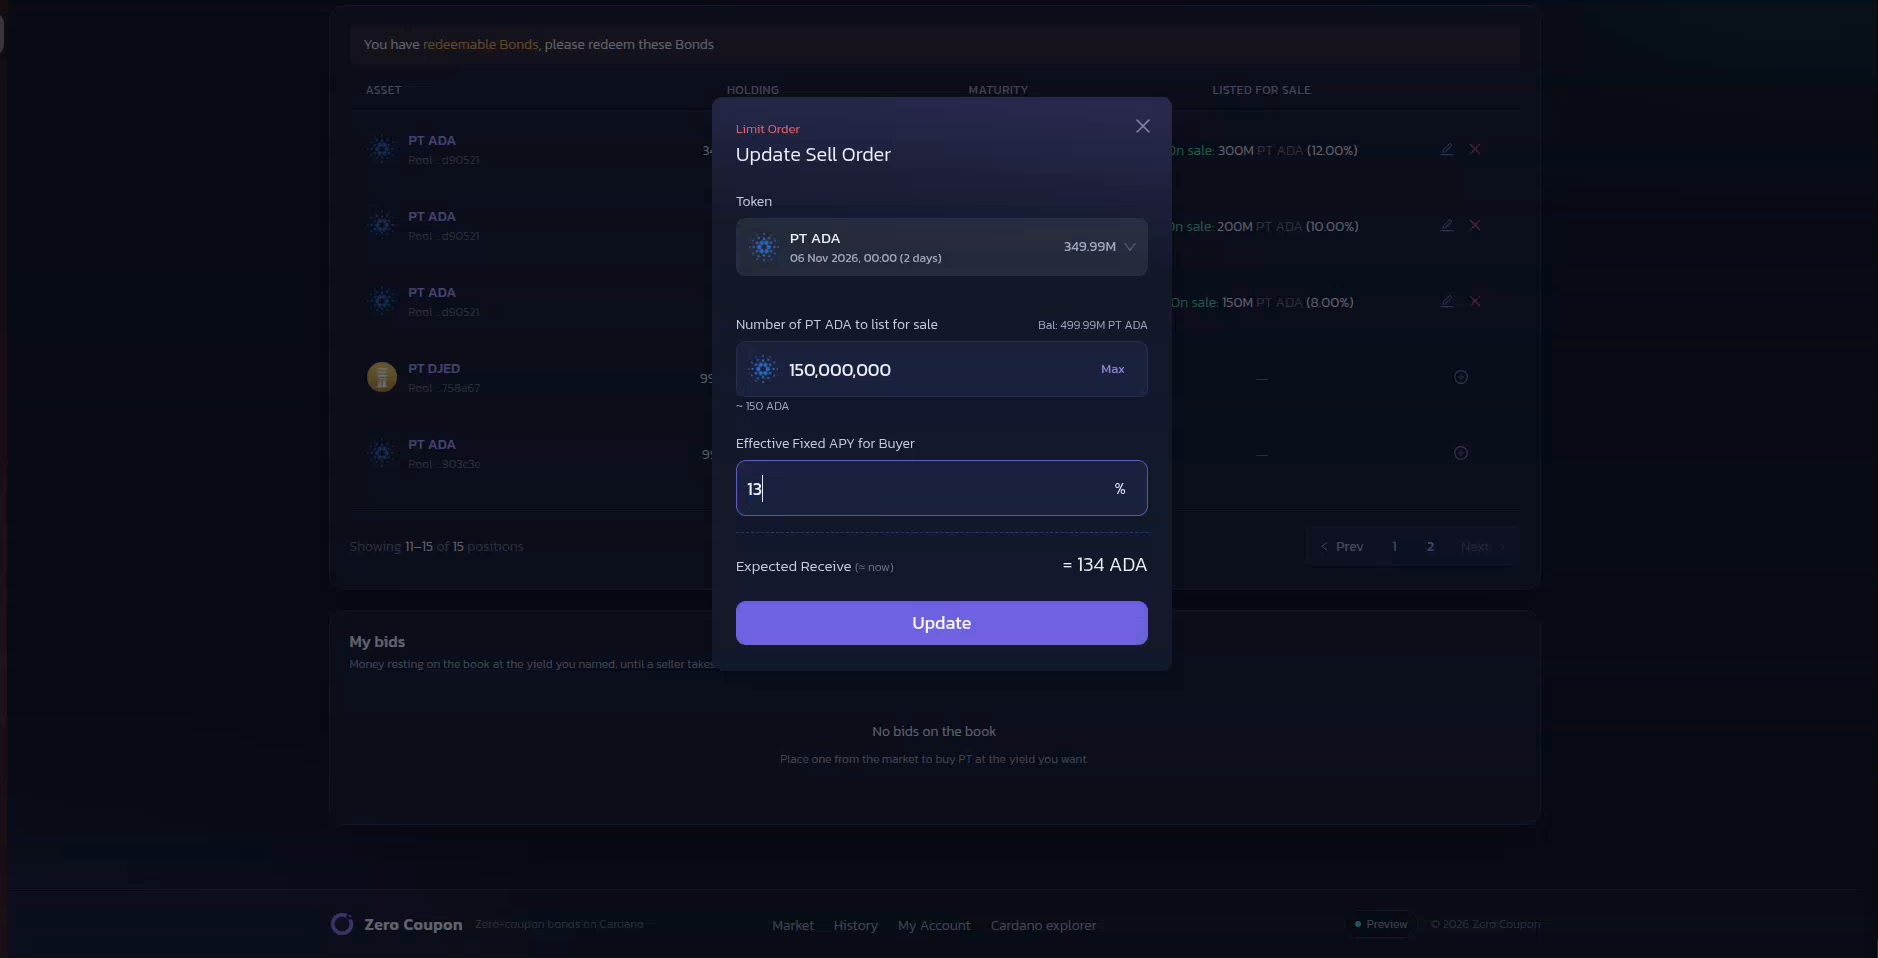 You have redeemable Bonds, please redeem these Bonds
ASSET HOLDING MATURITY LISTED FOR SALE
PT ADA
Pool ...d90521
On sale: 300M PT ADA (12.00%)
PT ADA
Pool ...d90521
On sale: 200M PT ADA (10.00%)
PT ADA
Pool ...d90521
On sale: 150M PT ADA (8.00%)
PT DJED
Pool ...758a67
—
PT ADA
Pool ...903c3e
—
Showing 11–15 of 15 positions
< Prev 1 2 Next >
Limit Order
Update Sell Order
Token
PT ADA
06 Nov 2026, 00:00 (2 days)
349.99M
Number of PT ADA to list for sale Bal: 499.99M PT ADA
150,000,000 Max
~ 150 ADA
Effective Fixed APY for Buyer
13 %
Expected Receive (≈ now) = 134 ADA
Update
My bids
Money resting on the book at the yield you named, until a seller takes
No bids on the book
Place one from the market to buy PT at the yield you want
Zero Coupon Zero-coupon bonds on Cardano Market History My Account Cardano explorer Preview © 2026 Zero Coupon